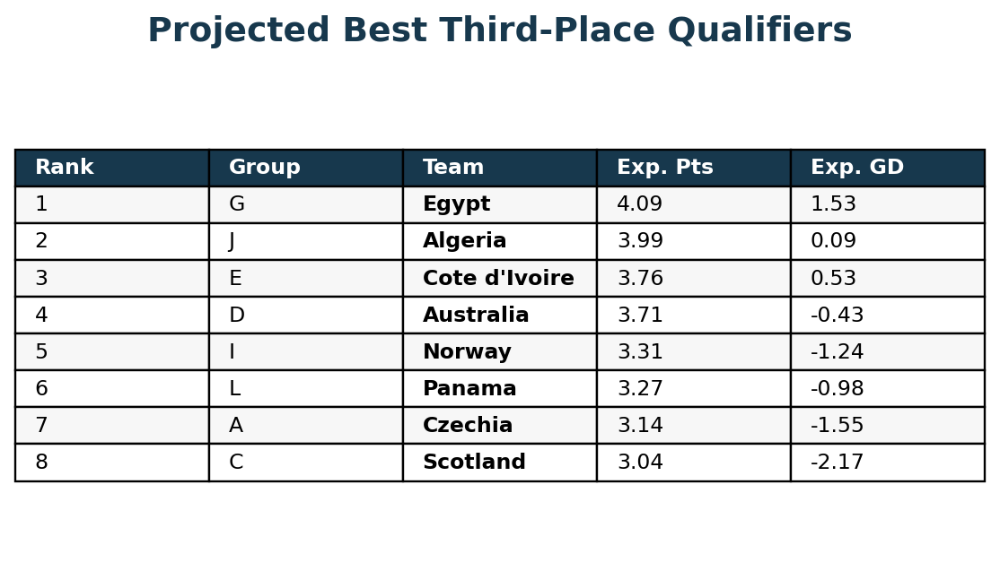 Projected Best Third-Place Qualifiers
Rank Group Team Exp. Pts Exp. GD
1 G Egypt 4.09 1.53
2 J Algeria 3.99 0.09
3 E Cote d'Ivoire 3.76 0.53
4 D Australia 3.71 -0.43
5 I Norway 3.31 -1.24
6 L Panama 3.27 -0.98
7 A Czechia 3.14 -1.55
8 C Scotland 3.04 -2.17